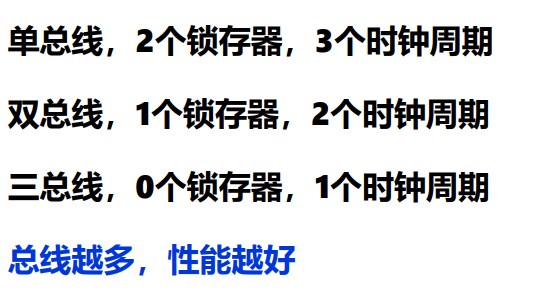 单总线，2个锁存器，3个时钟周期
双总线，1个锁存器，2个时钟周期
三总线，0个锁存器，1个时钟周期
总线越多，性能越好